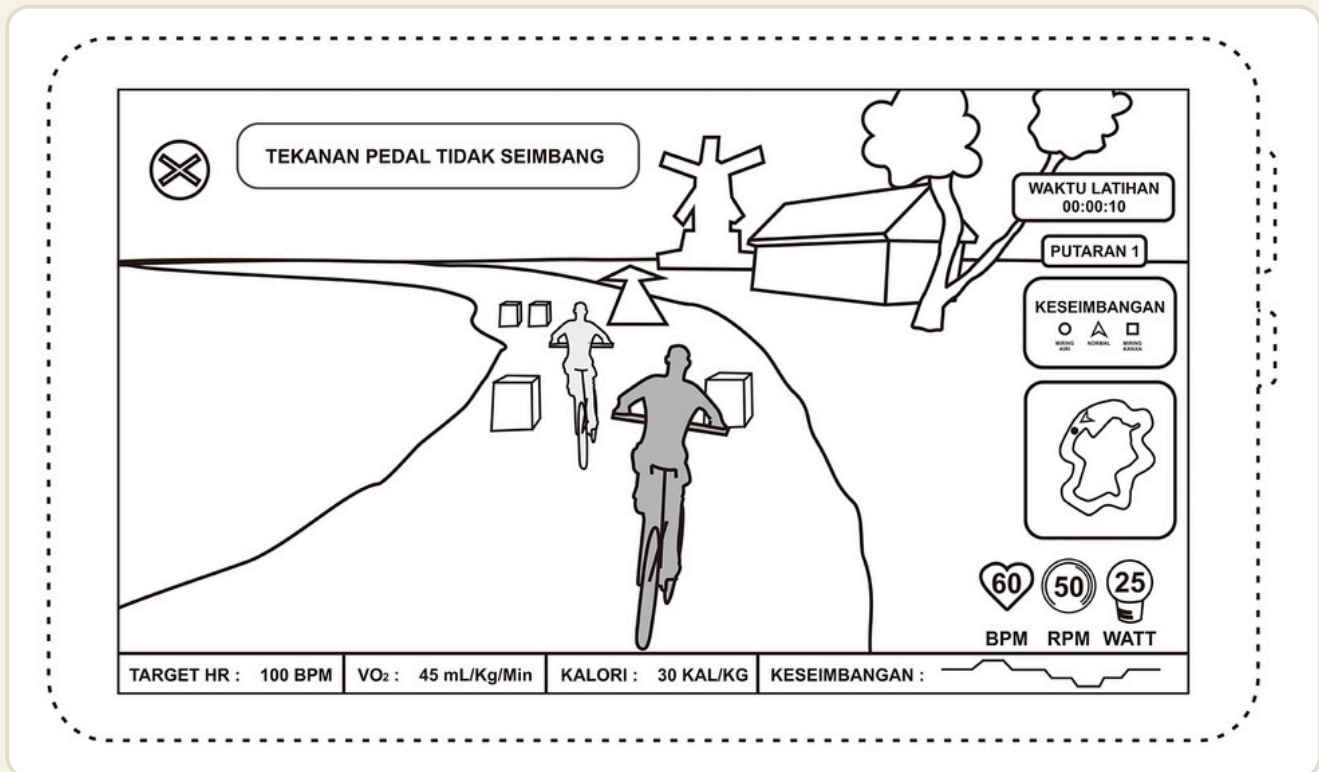 TEKANAN PEDAL TIDAK SEIMBANG
WAKTU LATIHAN
00:00:10
PUTARAN 1
KESEIMBANGAN
MIRING KIRI
NORMAL
MIRING KANAN
60
50
25
BPM
RPM
WATT
TARGET HR : 100 BPM
VO₂ : 45 mL/Kg/Min
KALORI : 30 KAL/KG
KESEIMBANGAN :